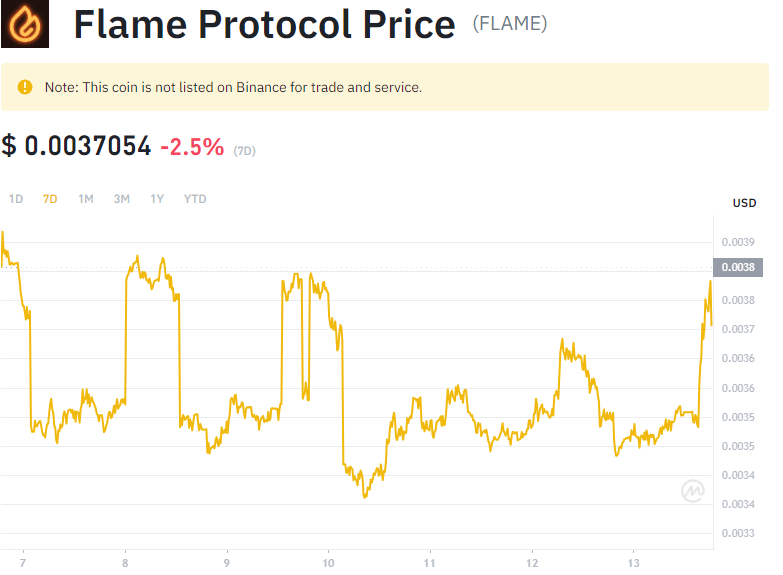 Flame Protocol Price (FLAME)
Note: This coin is not listed on Binance for trade and service.
$ 0.0037054 -2.5% (7D)
1D 7D 1M 3M 1Y YTD
USD
0.0039
0.0038
0.0038
0.0037
0.0036
0.0036
0.0035
0.0035
0.0034
0.0034
0.0033
7 8 9 10 11 12 13